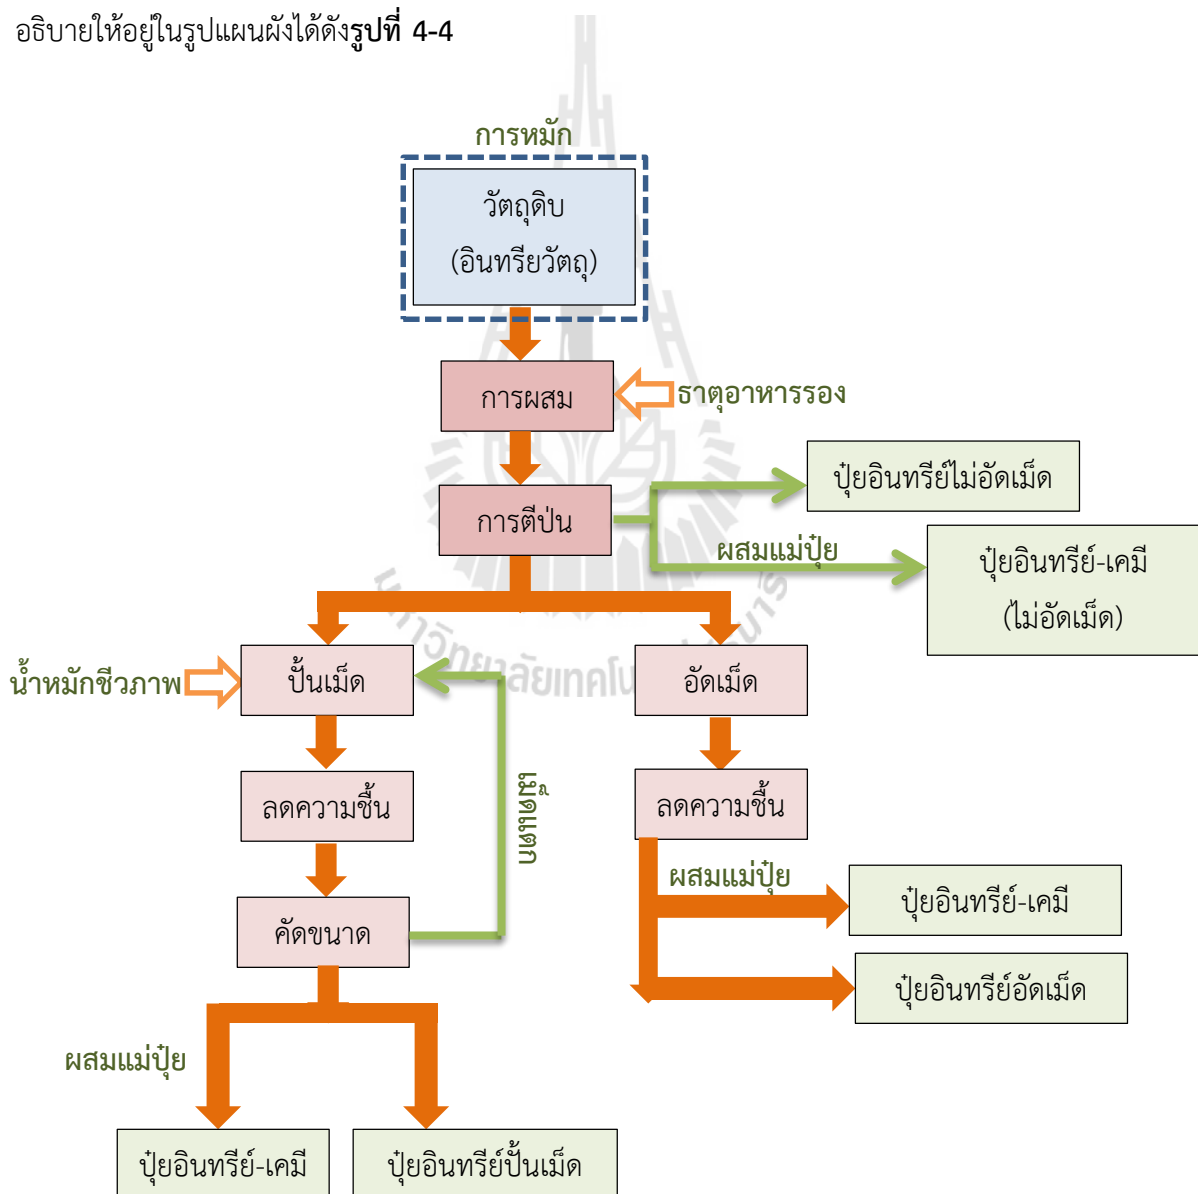 อธิบายให้อยู่ในรูปแผนผังได้ดังรูปที่ 4-4
การหมัก
วัตถุดิบ
(อินทรียวัตถุ)
การผสม
ธาตุอาหารรอง
การตีป่น
ปุ๋ยอินทรีย์ไม่อัดเม็ด
ผสมแม่ปุ๋ย
ปุ๋ยอินทรีย์-เคมี
(ไม่อัดเม็ด)
น้ำหมักชีวภาพ
ปั้นเม็ด
อัดเม็ด
ลดความชื้น
เม็ดแตก
ลดความชื้น
คัดขนาด
ผสมแม่ปุ๋ย
ปุ๋ยอินทรีย์-เคมี
ปุ๋ยอินทรีย์อัดเม็ด
ผสมแม่ปุ๋ย
ปุ๋ยอินทรีย์-เคมี
ปุ๋ยอินทรีย์ปั้นเม็ด